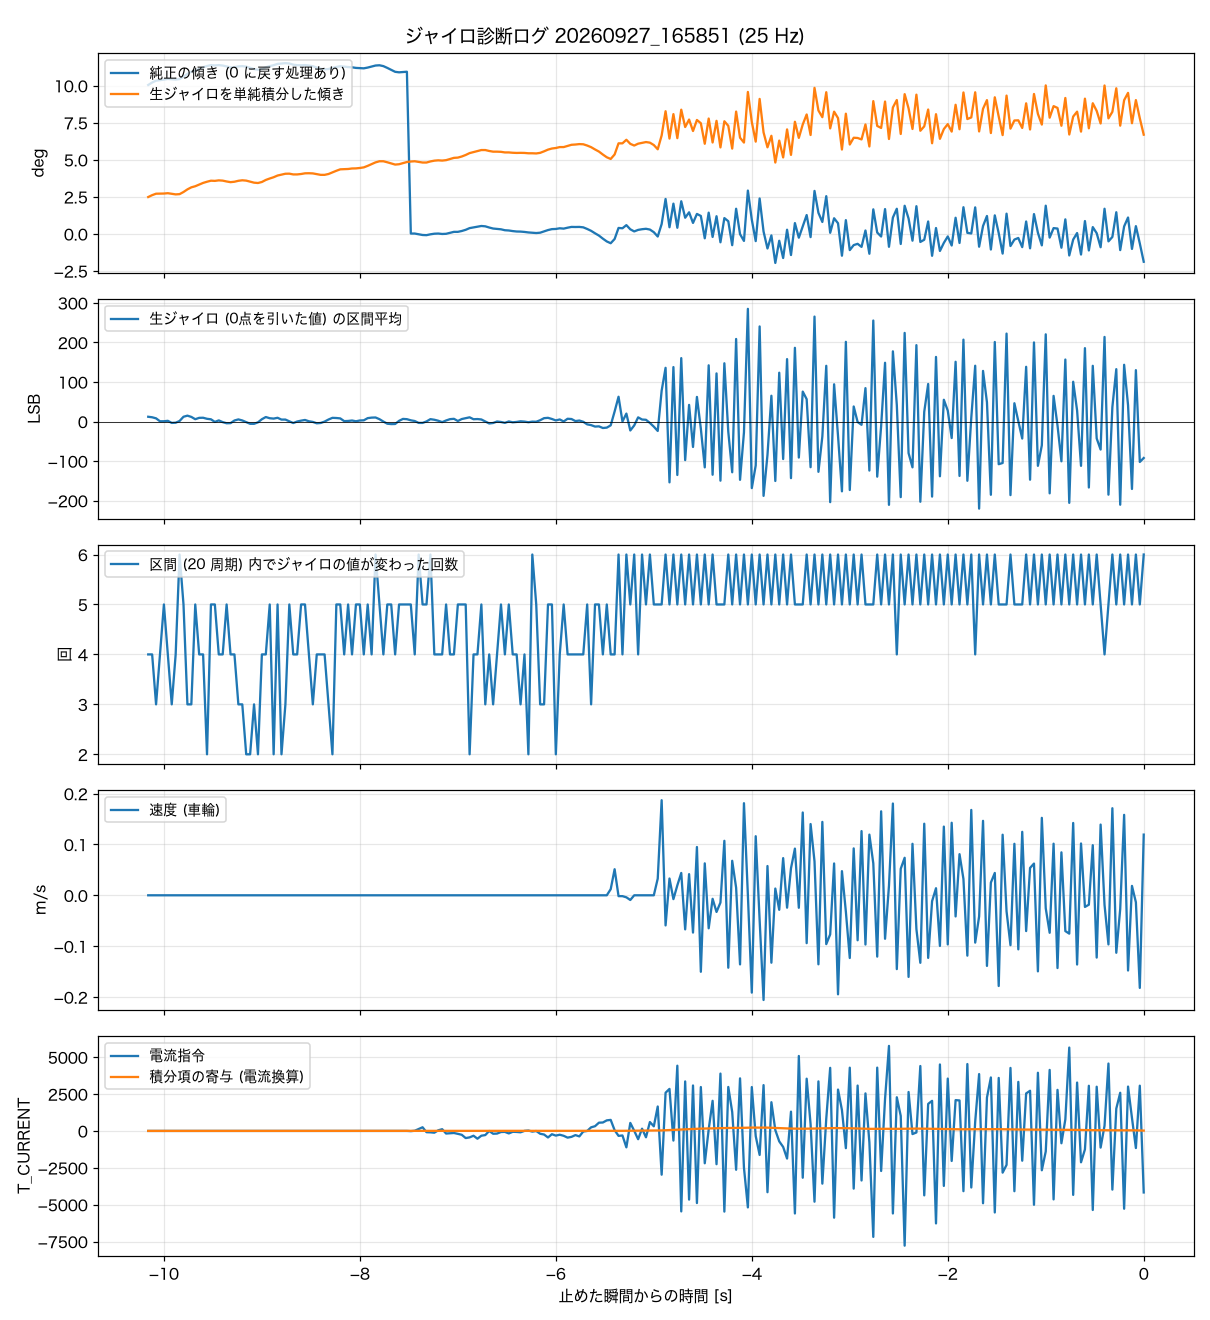 ジャイロ診断ログ 20260927_165851 (25 Hz)
純正の傾き (0 に戻す処理あり)
生ジャイロを単純積分した傾き
deg
10.0
7.5
5.0
2.5
0.0
−2.5
生ジャイロ (0点を引いた値) の区間平均
LSB
300
200
100
0
−100
−200
区間 (20 周期) 内でジャイロの値が変わった回数
回
6
5
4
3
2
速度 (車輪)
m/s
0.2
0.1
0.0
−0.1
−0.2
電流指令
積分項の寄与 (電流換算)
T_CURRENT
5000
2500
0
−2500
−5000
−7500
−10 −8 −6 −4 −2 0
止めた瞬間からの時間 [s]